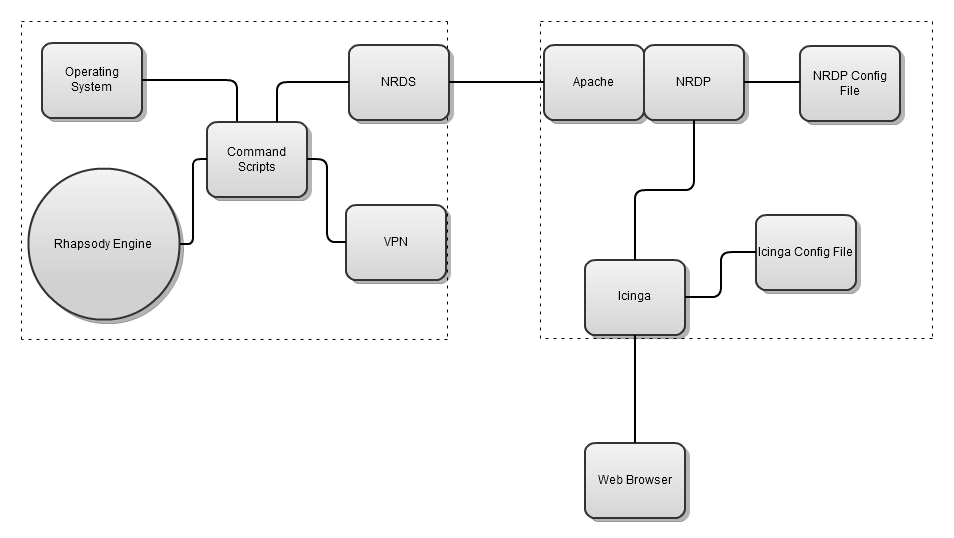 Operating
System
NRDS
Apache
NRDP
NRDP Config
File
Command
Scripts
Rhapsody Engine
VPN
Icinga Config File
Icinga
Web Browser